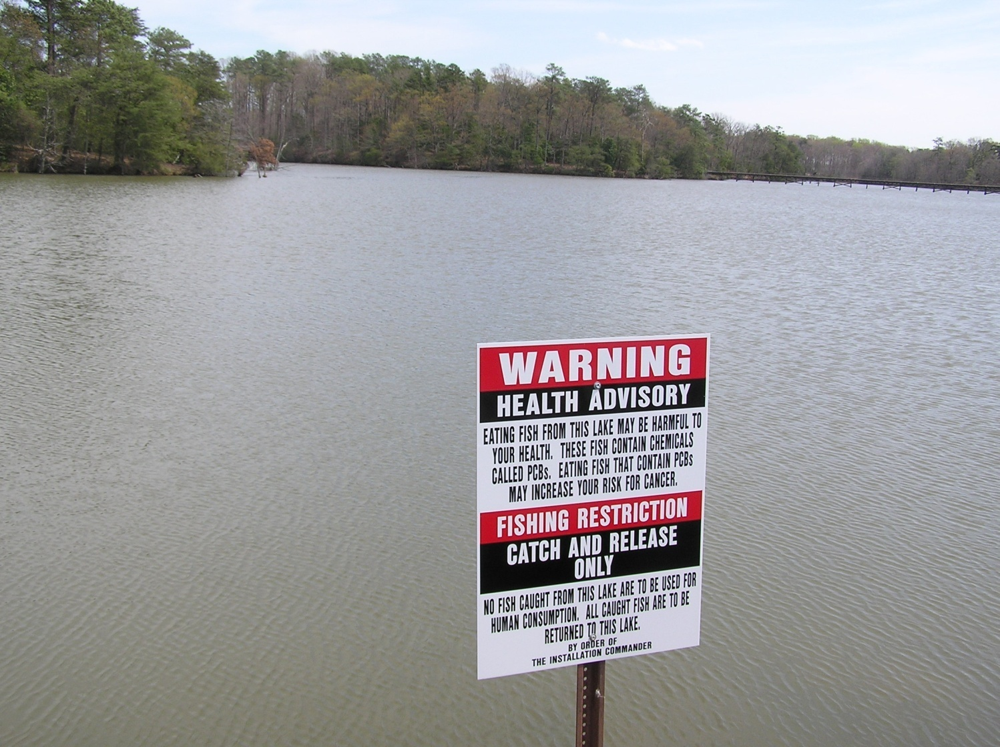 WARNING
HEALTH ADVISORY
EATING FISH FROM THIS LAKE MAY BE HARMFUL TO
YOUR HEALTH. THESE FISH CONTAIN CHEMICALS
CALLED PCBs. EATING FISH THAT CONTAIN PCBs
MAY INCREASE YOUR RISK FOR CANCER.
FISHING RESTRICTION
CATCH AND RELEASE
ONLY
NO FISH CAUGHT FROM THIS LAKE ARE TO BE USED FOR
HUMAN CONSUMPTION. ALL CAUGHT FISH ARE TO BE
RETURNED TO THIS LAKE.
BY ORDER OF
THE INSTALLATION COMMANDER